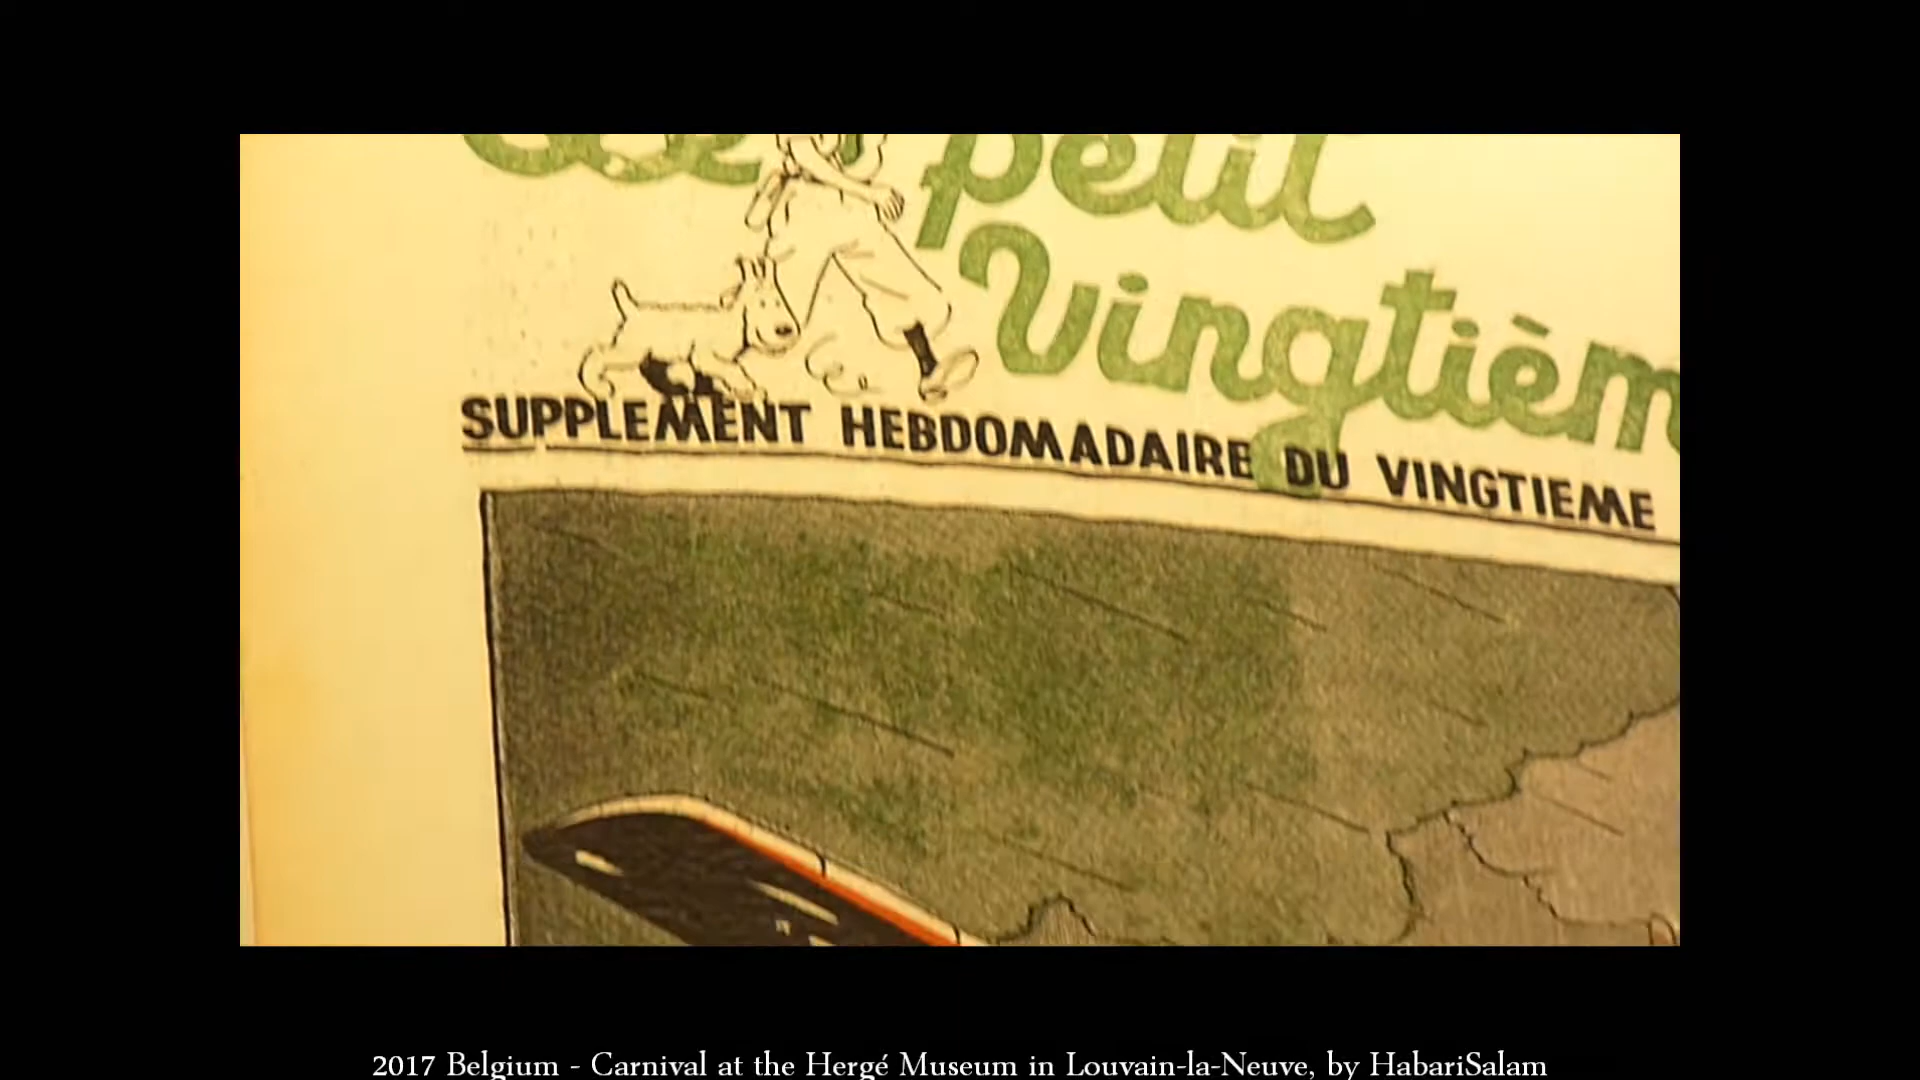 Le petit
Vingtièm
SUPPLEMENT HEBDOMADAIRE DU VINGTIEME
2017 Belgium - Carnival at the Hergé Museum in Louvain-la-Neuve, by HabariSalam